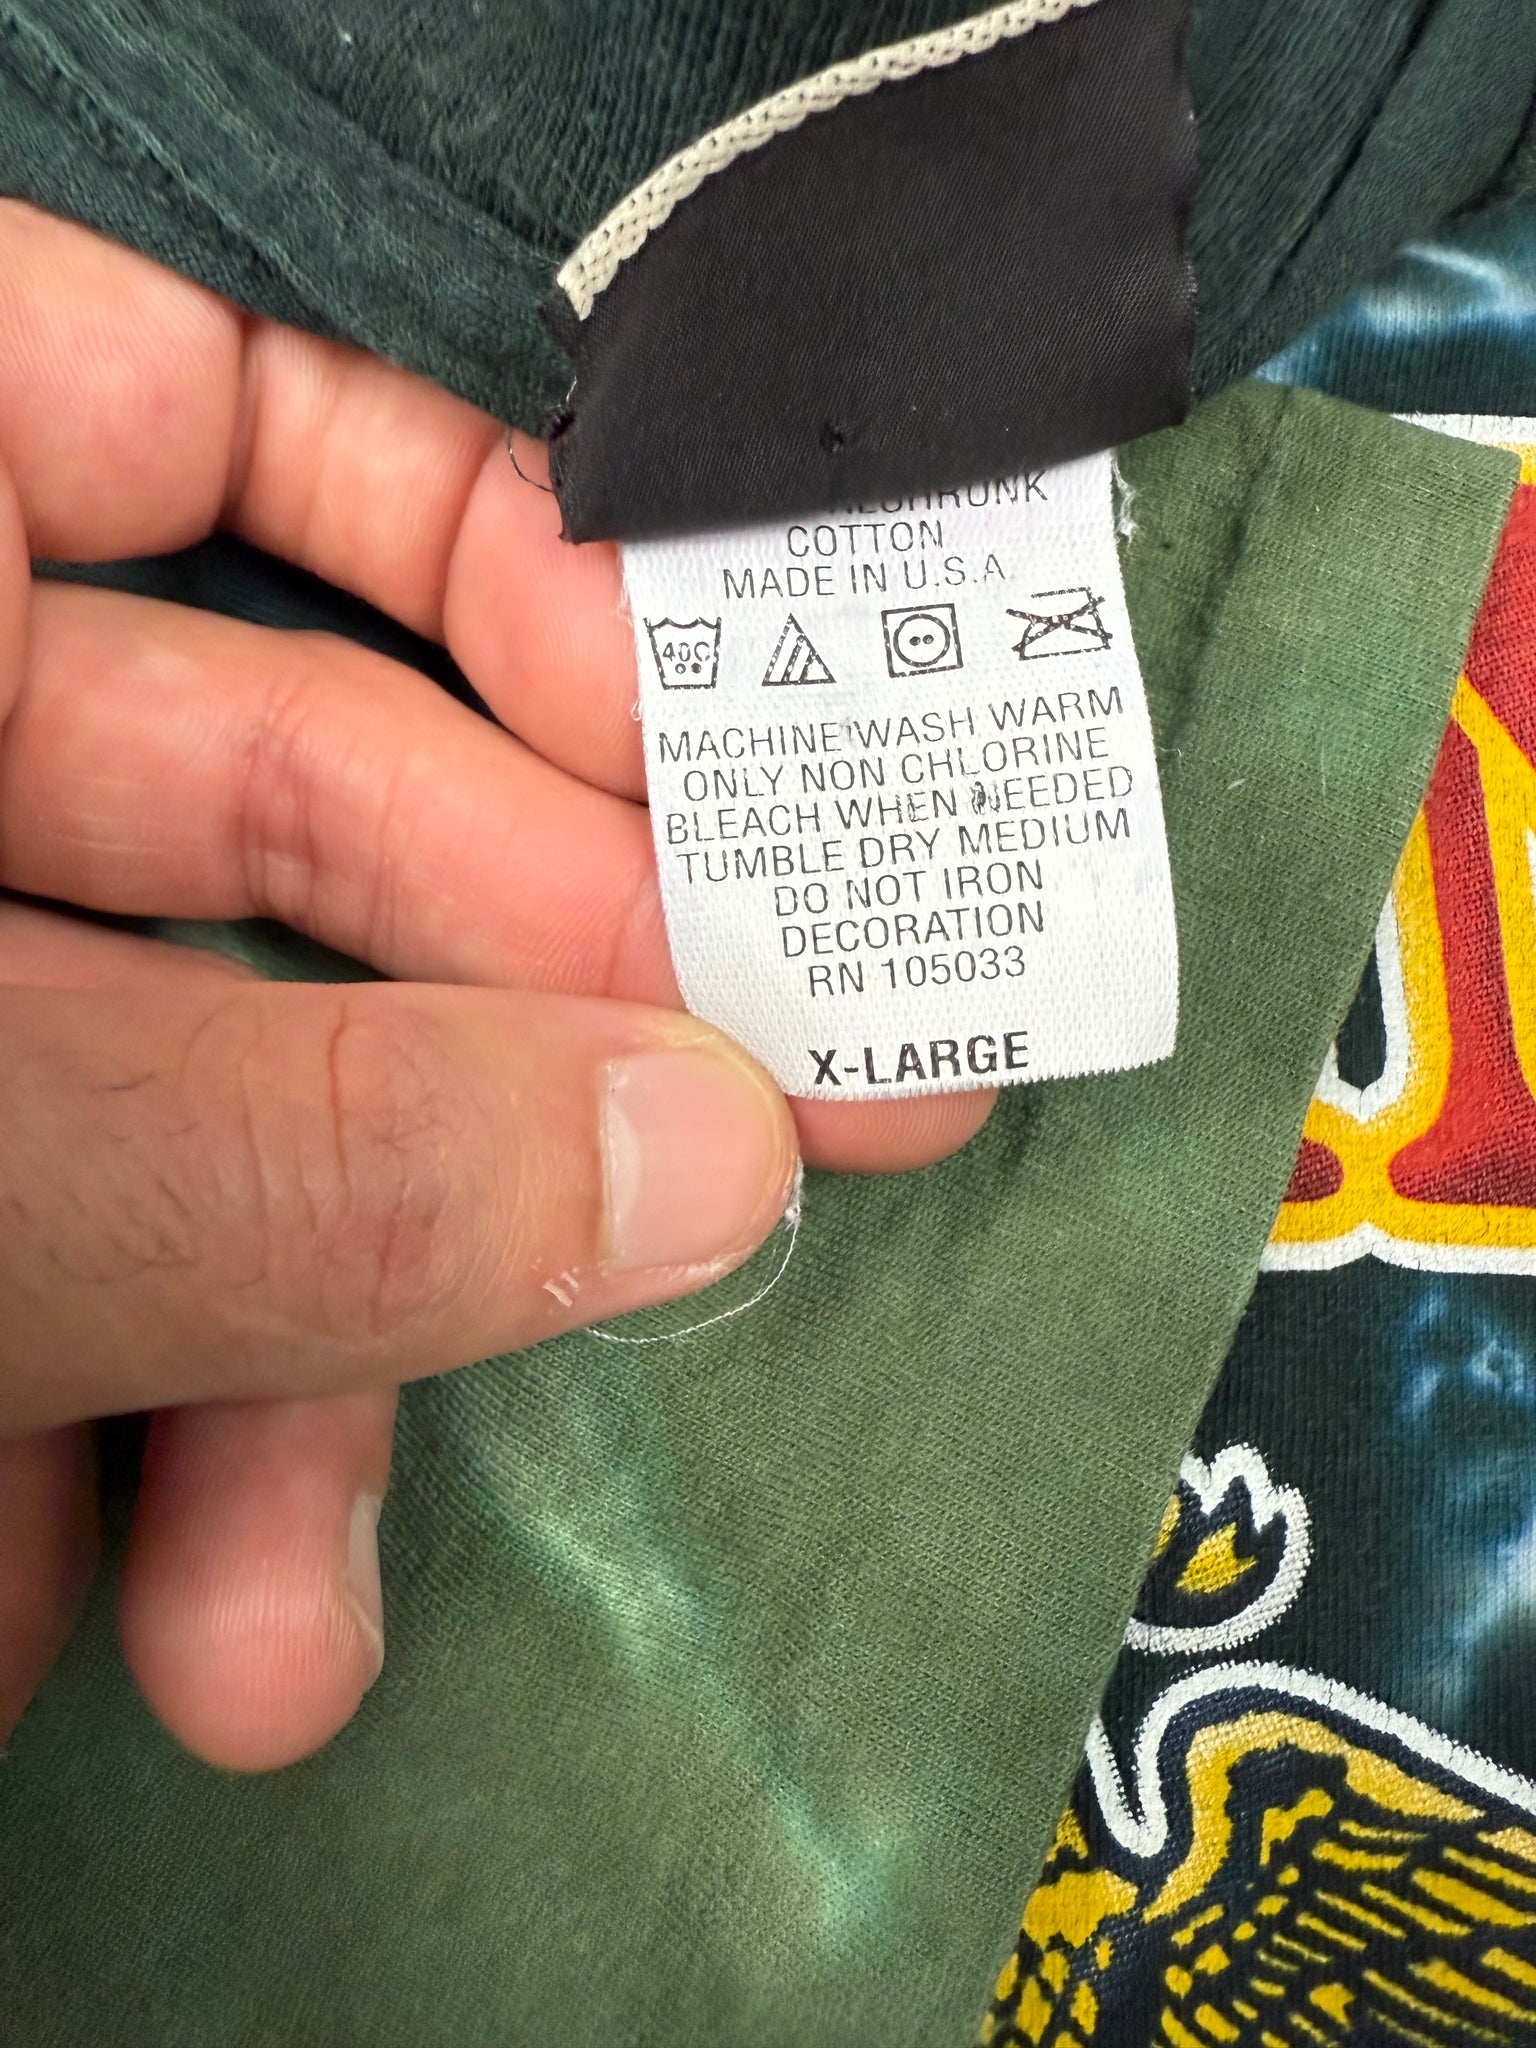 COTTON
MADE IN U.S.A.
40C
MACHINE WASH WARM
ONLY NON CHLORINE
BLEACH WHEN NEEDED
TUMBLE DRY MEDIUM
DO NOT IRON
DECORATION
RN 105033
X-LARGE